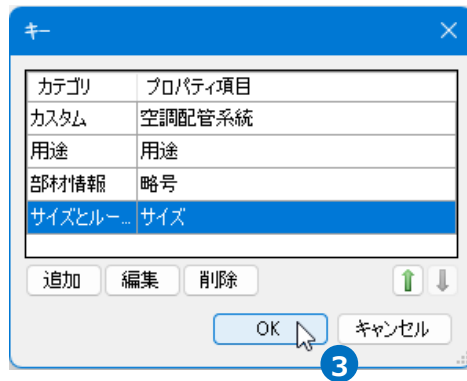 キー
カテゴリ プロパティ項目
カスタム 空調配管系統
用途 用途
部材情報 略号
サイズとルー... サイズ
追加 編集 削除
OK キャンセル
3